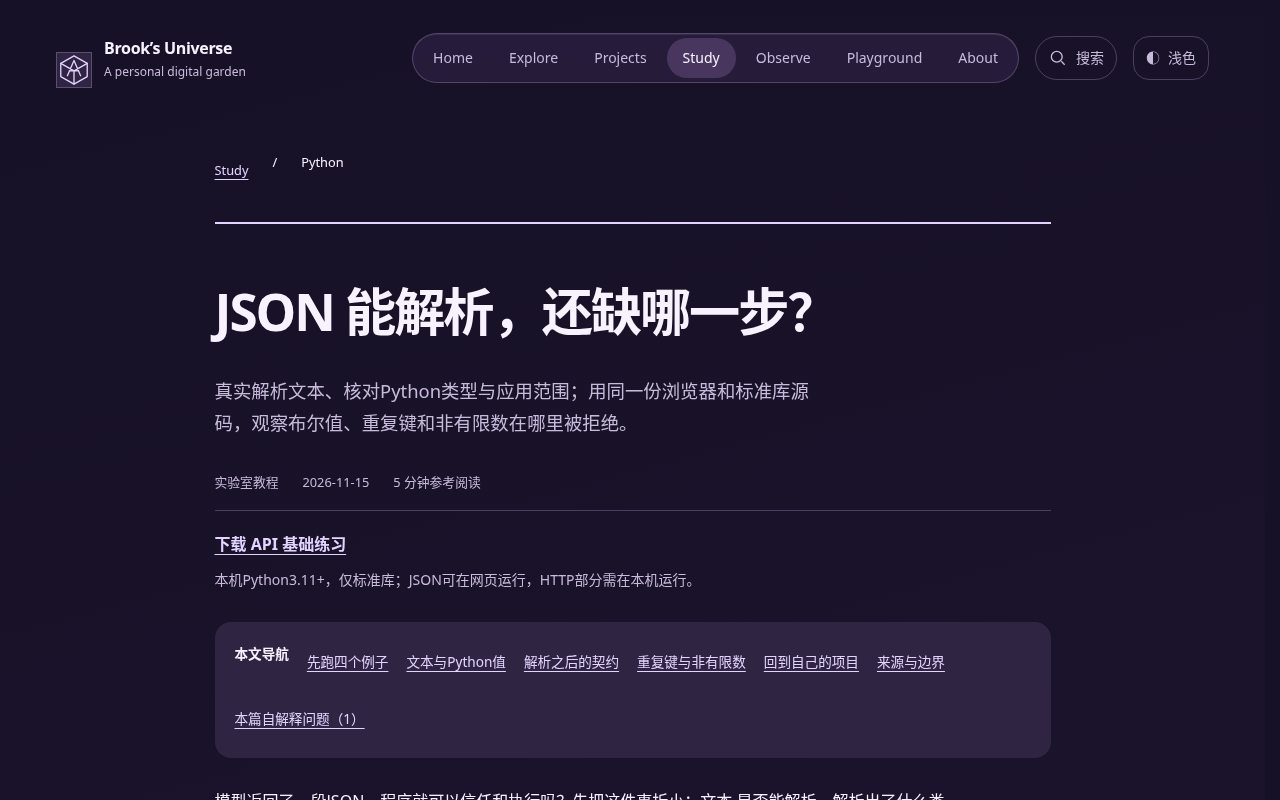 Brook’s Universe
A personal digital garden
Home Explore Projects Study Observe Playground About
搜索
浅色
Study / Python
JSON 能解析，还缺哪一步？
真实解析文本、核对Python类型与应用范围；用同一份浏览器和标准库源
码，观察布尔值、重复键和非有限数在哪里被拒绝。
实验室教程 2026-11-15 5 分钟参考阅读
下载 API 基础练习
本机Python3.11+，仅标准库；JSON可在网页运行，HTTP部分需在本机运行。
本文导航 先跑四个例子 文本与Python值 解析之后的契约 重复键与非有限数 回到自己的项目 来源与边界
本篇自解释问题（1）